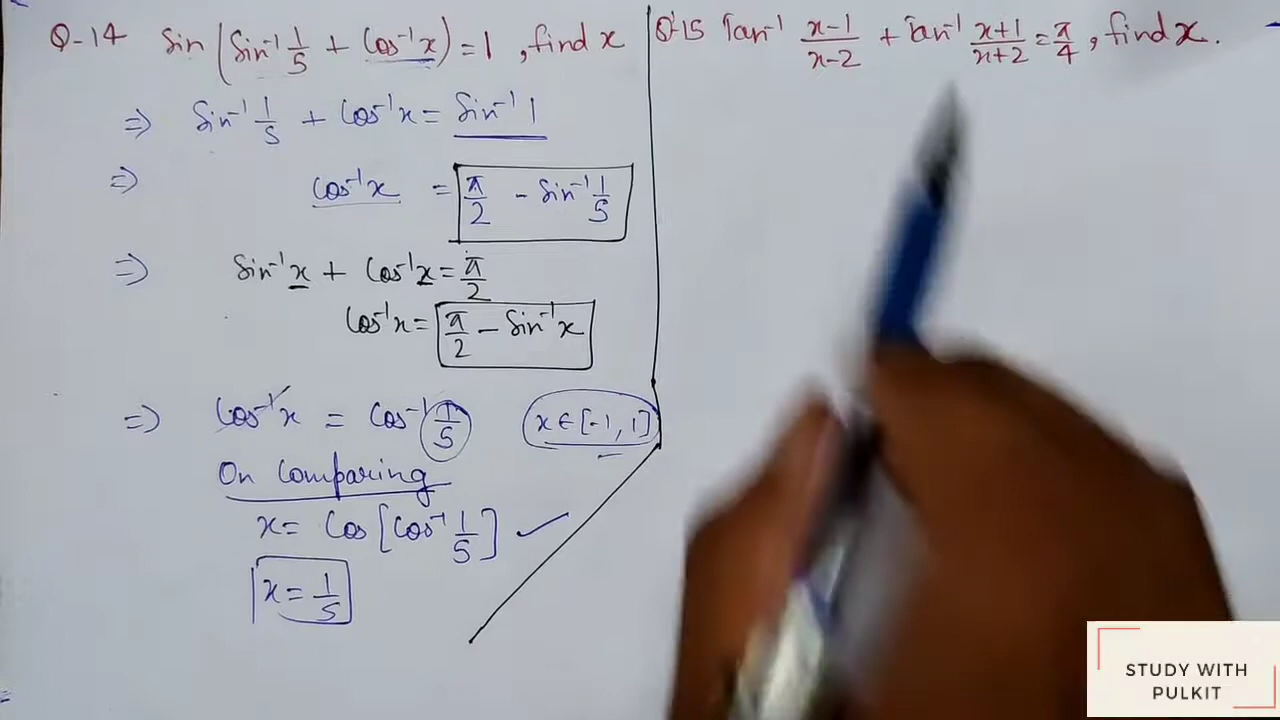 Q-14 sin(sin⁻¹ 1/5 + cos⁻¹x) = 1, find x
⇒ sin⁻¹ 1/5 + cos⁻¹x = sin⁻¹ 1
⇒ cos⁻¹x = π/2 - sin⁻¹ 1/5
⇒ sin⁻¹x + cos⁻¹x = π/2
cos⁻¹x = π/2 - sin⁻¹x
⇒ cos⁻¹x = cos⁻¹ 1/5 x ∈ [-1, 1]
On comparing
x = cos[cos⁻¹ 1/5] ✓
x = 1/5
Q.15 Tan⁻¹ x-1/x-2 + Tan⁻¹ x+1/x+2 = π/4, find x.
STUDY WITH
PULKIT